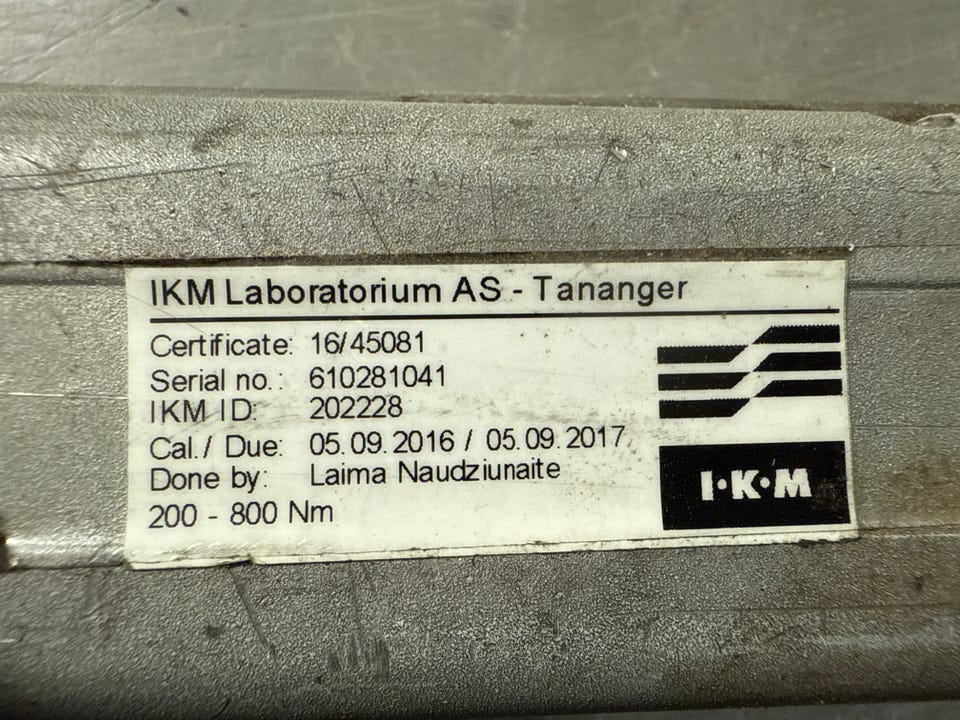 IKM Laboratorium AS - Tananger
Certificate: 16/45081
Serial no.: 610281041
IKM ID: 202228
Cal./ Due: 05.09.2016 / 05.09.2017
Done by: Laima Naudziunaite
200 - 800 Nm
I·K·M